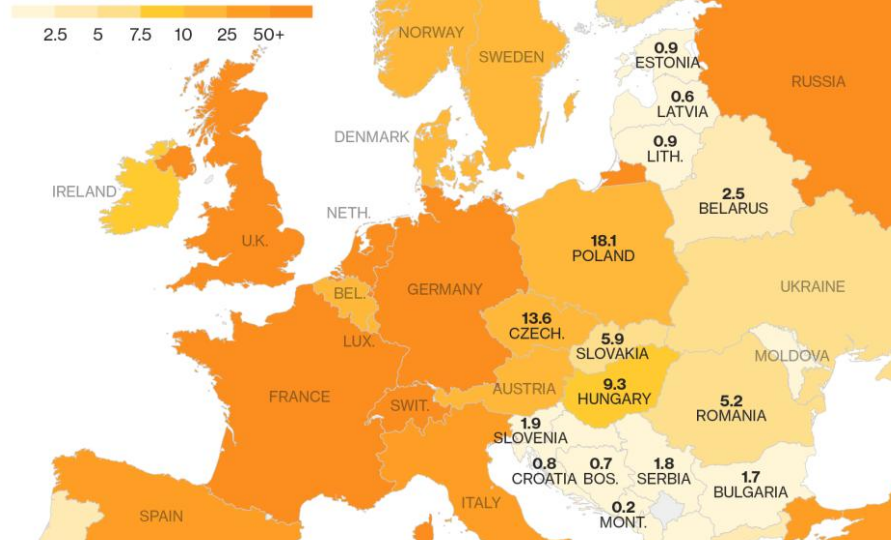 2.5 5 7.5 10 25 50+
NORWAY
SWEDEN
0.9
ESTONIA
RUSSIA
0.6
LATVIA
DENMARK
0.9
LITH.
IRELAND
2.5
BELARUS
NETH.
U.K.
18.1
POLAND
BEL.
GERMANY
UKRAINE
13.6
CZECH.
LUX.
5.9
SLOVAKIA
MOLDOVA
FRANCE
AUSTRIA
9.3
HUNGARY
SWIT.
5.2
ROMANIA
1.9
SLOVENIA
0.8
CROATIA
0.7
BOS.
1.8
SERBIA
1.7
BULGARIA
ITALY
0.2
MONT.
SPAIN